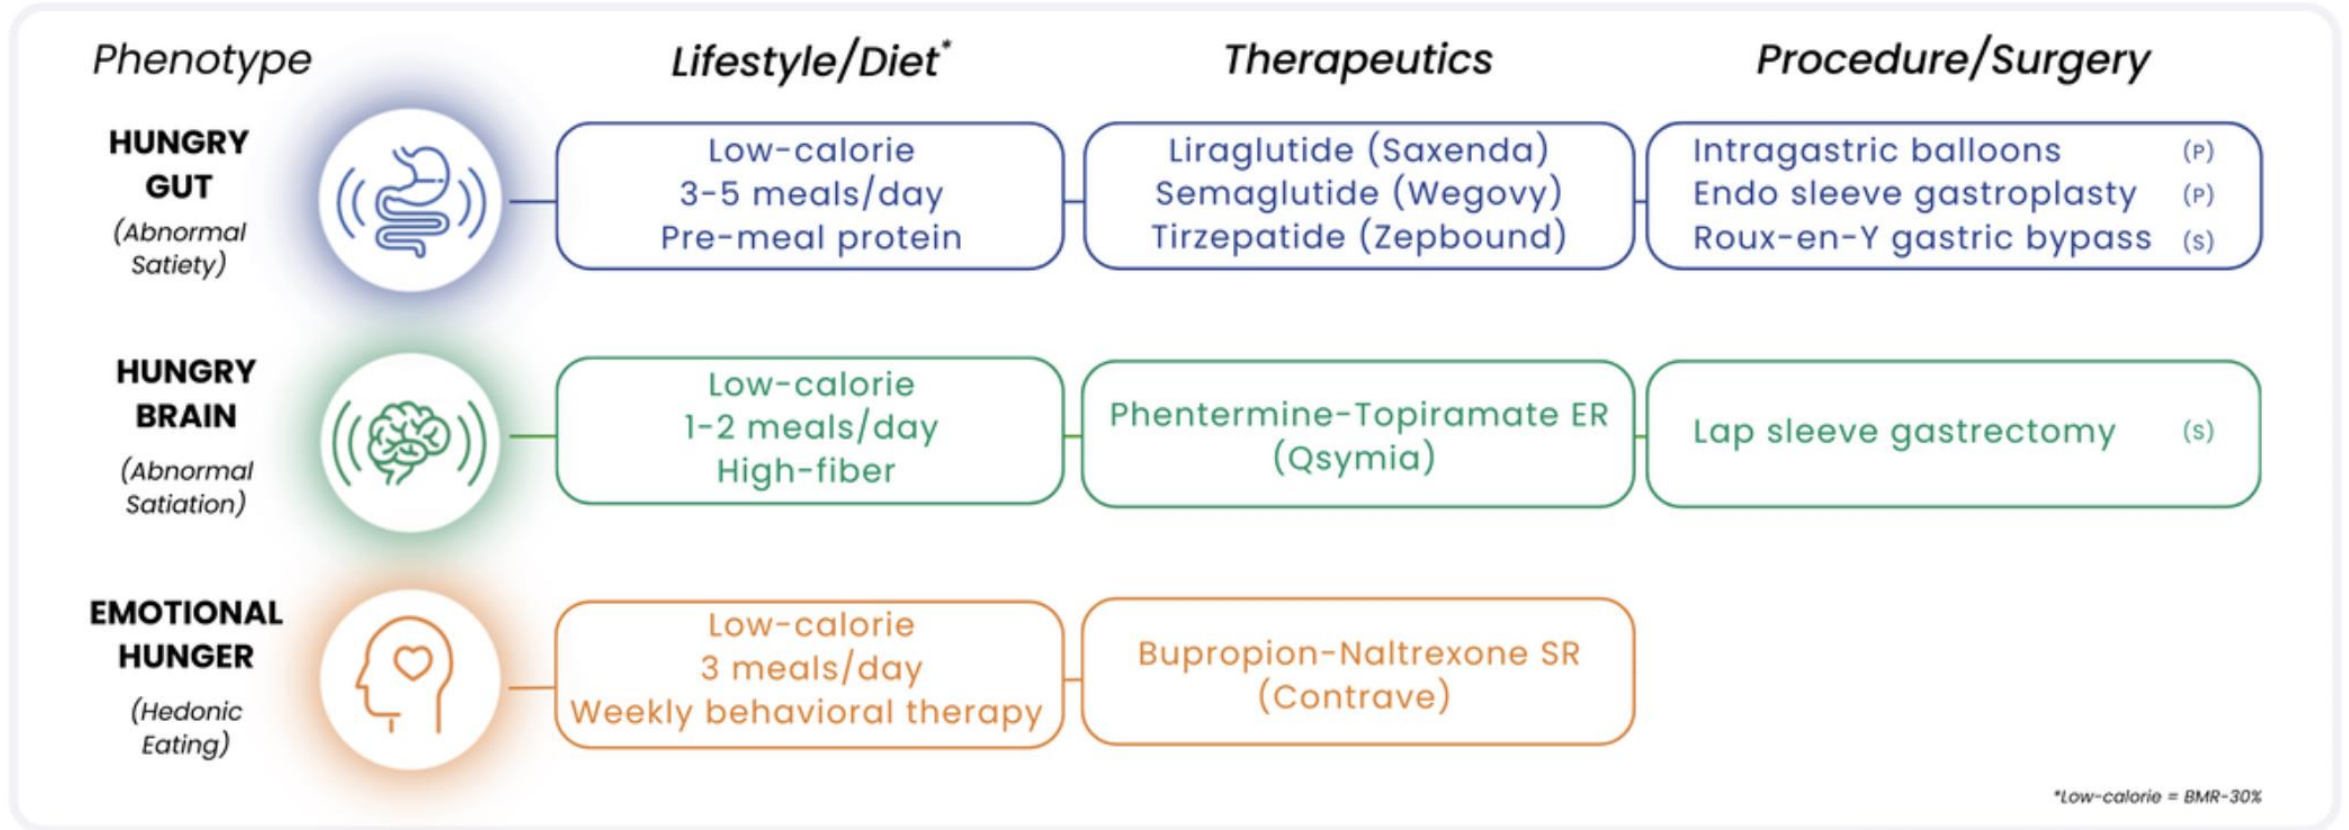 Phenotype
Lifestyle/Diet*
Therapeutics
Procedure/Surgery
HUNGRY
GUT
(Abnormal
Satiety)
Low-calorie
3-5 meals/day
Pre-meal protein
Liraglutide (Saxenda)
Semaglutide (Wegovy)
Tirzepatide (Zepbound)
Intragastric balloons (P)
Endo sleeve gastroplasty (P)
Roux-en-Y gastric bypass (S)
HUNGRY
BRAIN
(Abnormal
Satiation)
Low-calorie
1-2 meals/day
High-fiber
Phentermine-Topiramate ER
(Qsymia)
Lap sleeve gastrectomy (S)
EMOTIONAL
HUNGER
(Hedonic
Eating)
Low-calorie
3 meals/day
Weekly behavioral therapy
Bupropion-Naltrexone SR
(Contrave)
*Low-calorie = BMR-30%